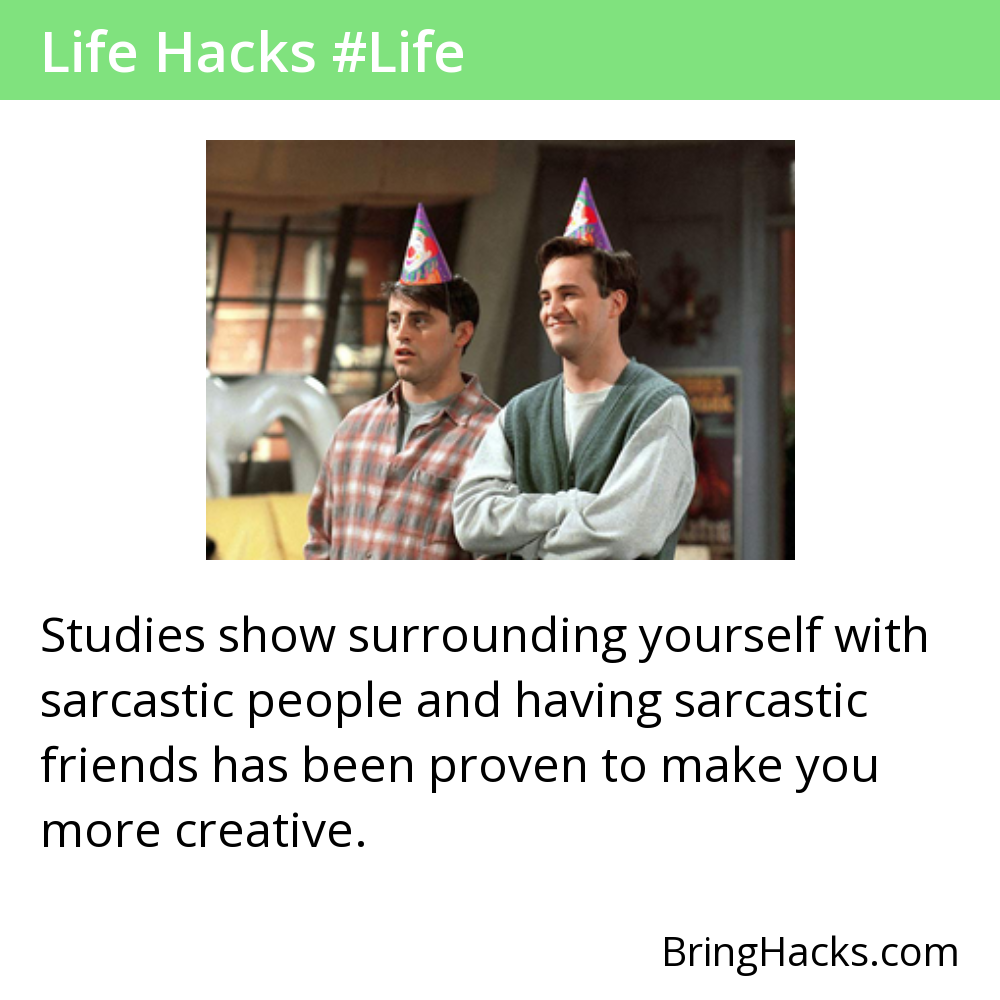 Life Hacks #Life
Studies show surrounding yourself with
sarcastic people and having sarcastic
friends has been proven to make you
more creative.
BringHacks.com